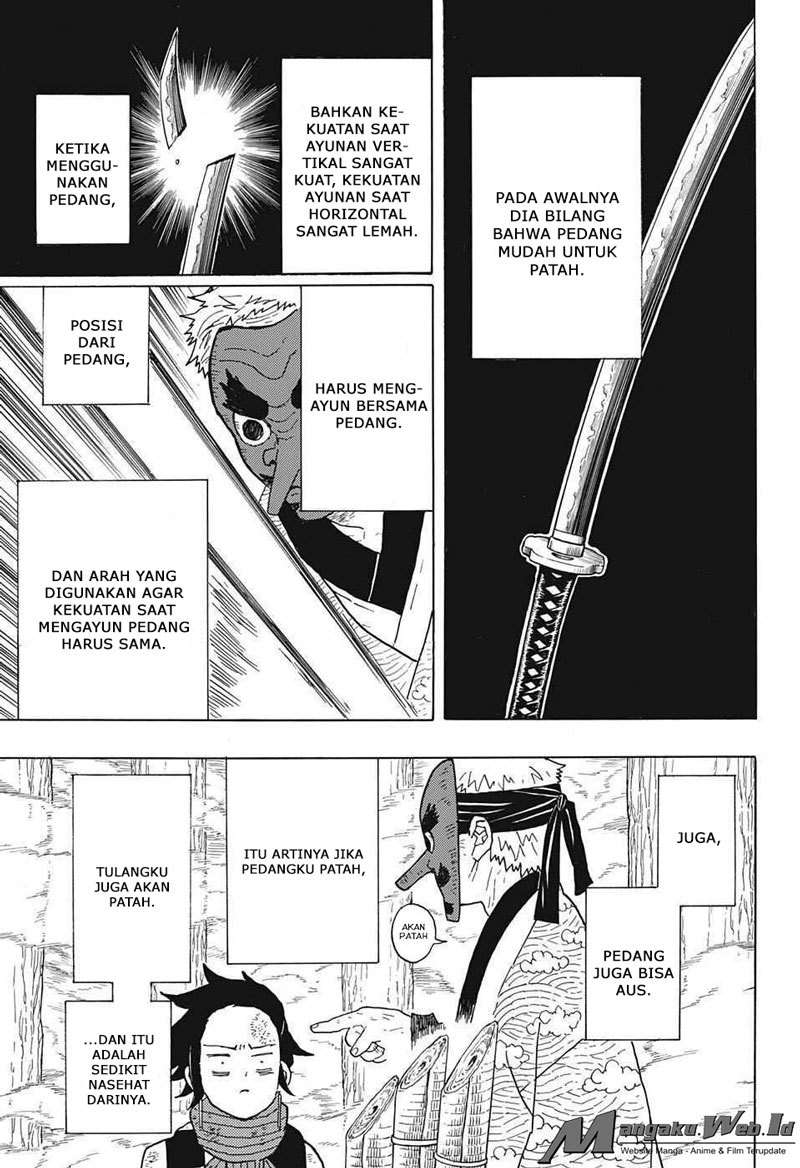 PADA AWALNYA
DIA BILANG
BAHWA PEDANG
MUDAH UNTUK
PATAH.
BAHKAN KE-
KUATAN SAAT
AYUNAN VER-
TIKAL SANGAT
KUAT, KEKUATAN
AYUNAN SAAT
HORIZONTAL
SANGAT LEMAH.
KETIKA
MENGGU-
NAKAN
PEDANG,
HARUS MENG-
AYUN BERSAMA
PEDANG.
POSISI
DARI
PEDANG,
DAN ARAH YANG
DIGUNAKAN AGAR
KEKUATAN SAAT
MENGAYUN PEDANG
HARUS SAMA.
JUGA,
PEDANG
JUGA BISA
AUS.
AKAN
PATAH
ITU ARTINYA JIKA
PEDANGKU PATAH,
TULANGKU
JUGA AKAN
PATAH.
...DAN ITU
ADALAH
SEDIKIT
NASEHAT
DARINYA.
Mangaku Web.Id
Website Manga - Anime & Film Terupdate